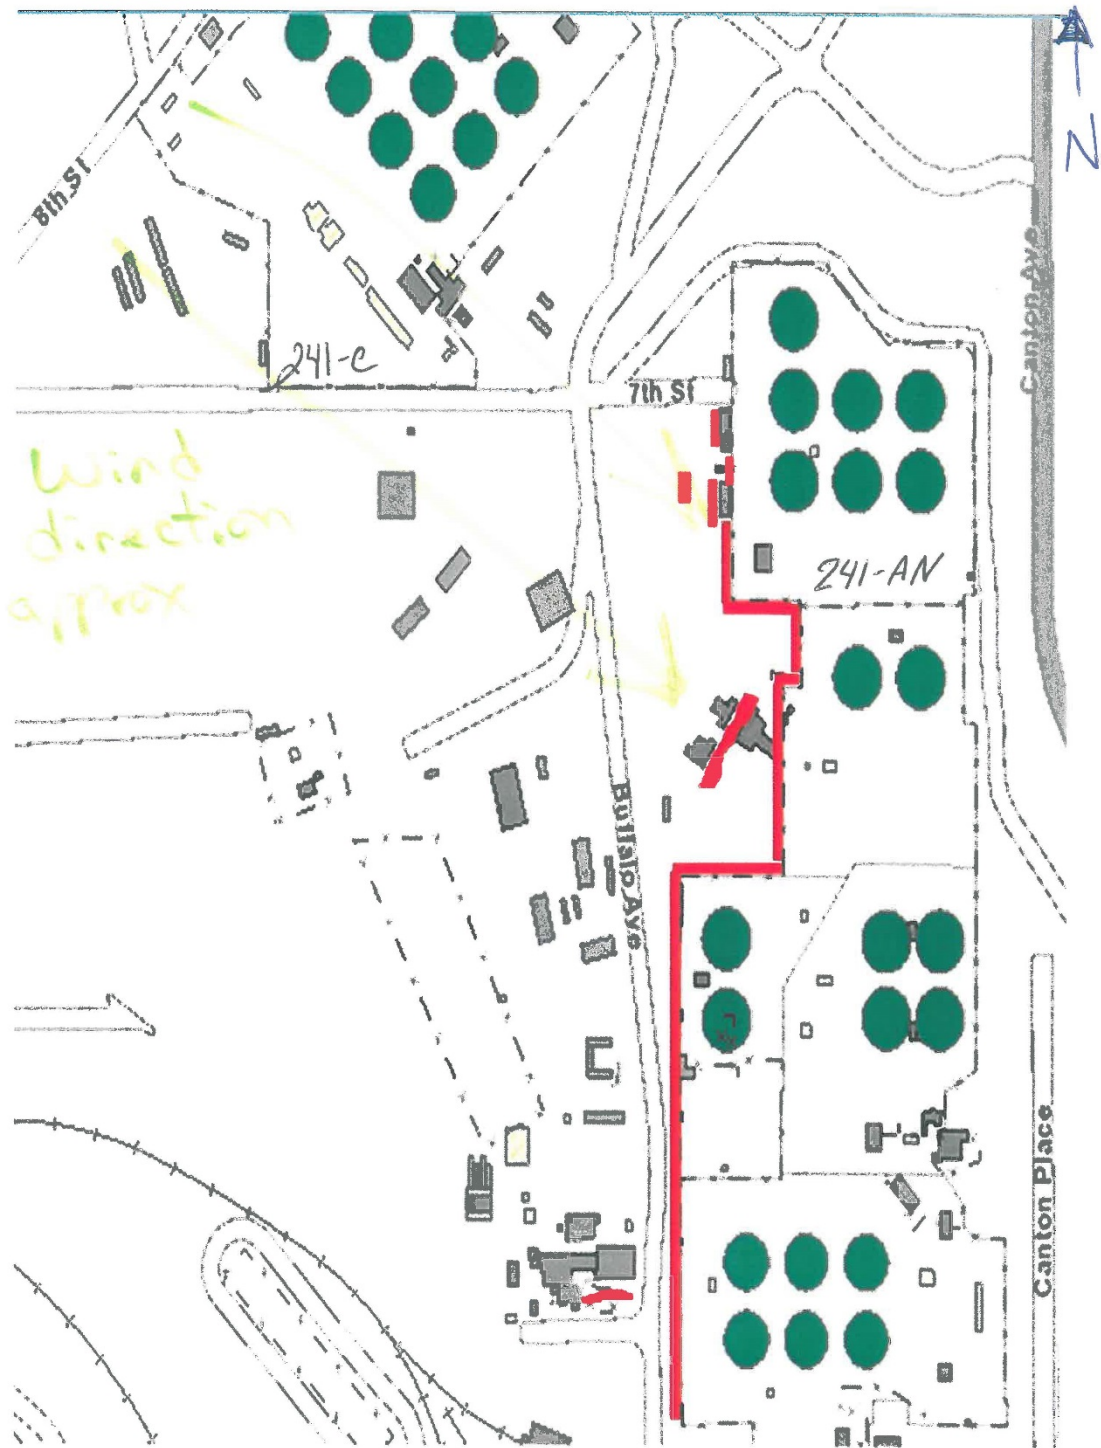 N
8th St
Canton Ave
241-C
7th St
Wind
direction
approx
241-AN
Buffalo Ave
Canton Place